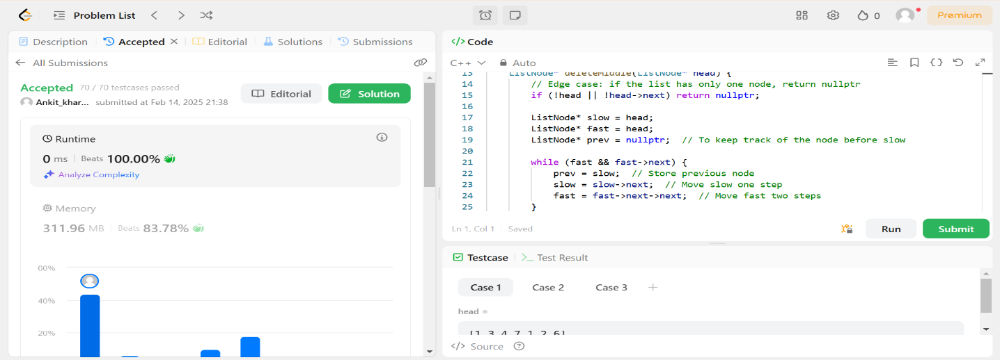 Problem List
0
Premium
Description
Accepted
Editorial
Solutions
Submissions
All Submissions
Accepted 70 / 70 testcases passed
Ankit_khar... submitted at Feb 14, 2025 21:38
Editorial
Solution
Runtime
0 ms Beats 100.00%
Analyze Complexity
Memory
311.96 MB Beats 83.78%
60%
40%
20%
</> Code
C++ Auto
13 ListNode* deleteMiddle(ListNode* head) {
14 // Edge case: if the list has only one node, return nullptr
15 if (!head || !head->next) return nullptr;
16
17 ListNode* slow = head;
18 ListNode* fast = head;
19 ListNode* prev = nullptr; // To keep track of the node before slow
20
21 while (fast && fast->next) {
22 prev = slow; // Store previous node
23 slow = slow->next; // Move slow one step
24 fast = fast->next->next; // Move fast two steps
25 }
Ln 1, Col 1 Saved
Run
Submit
Testcase
>_ Test Result
Case 1 Case 2 Case 3 +
head =
[1,3,4,7,1,2,6]
</> Source ?